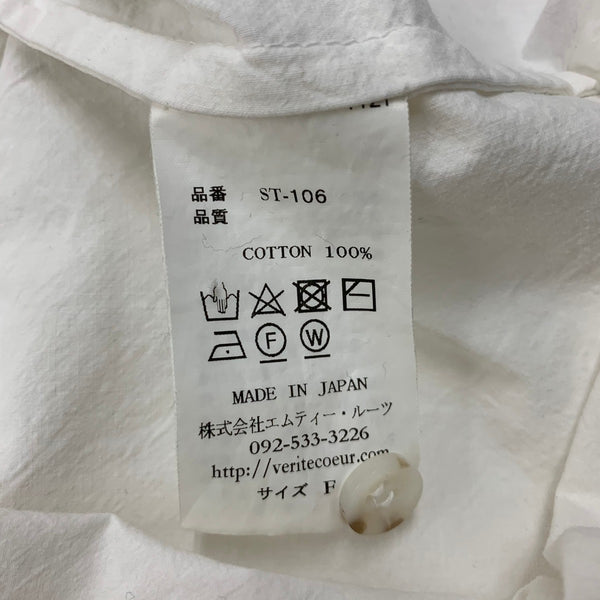 品番 ST-106
品質
COTTON 100%
F W
MADE IN JAPAN
株式会社エムティー・ルーツ
092-533-3226
http://veritecoeur.com
サイズ F